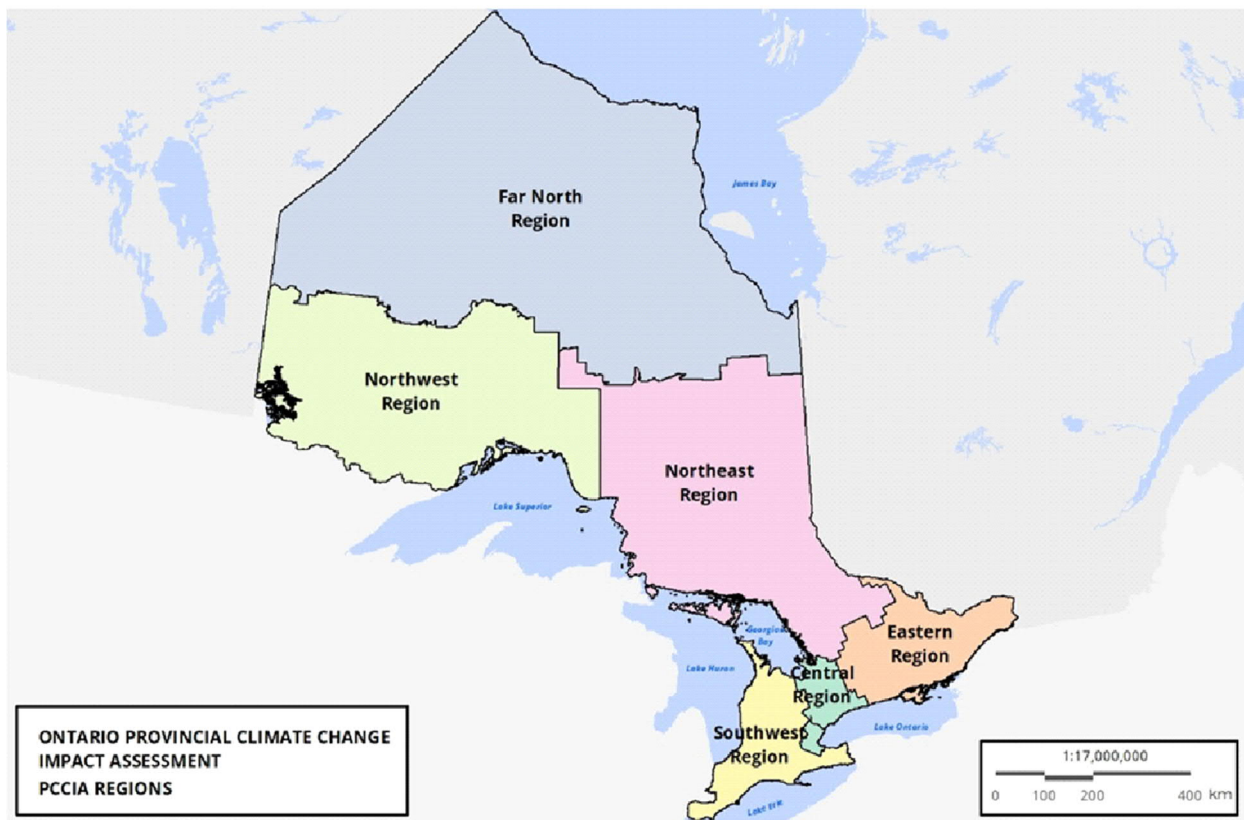 James Bay
Far North
Region
Northwest
Region
Northeast
Region
Lake Superior
Georgian
Bay
Eastern
Region
Lake Huron
Central
Region
Lake Ontario
Southwest
Region
Lake Erie
ONTARIO PROVINCIAL CLIMATE CHANGE
IMPACT ASSESSMENT
PCCIA REGIONS
1:17,000,000
0 100 200 400 km